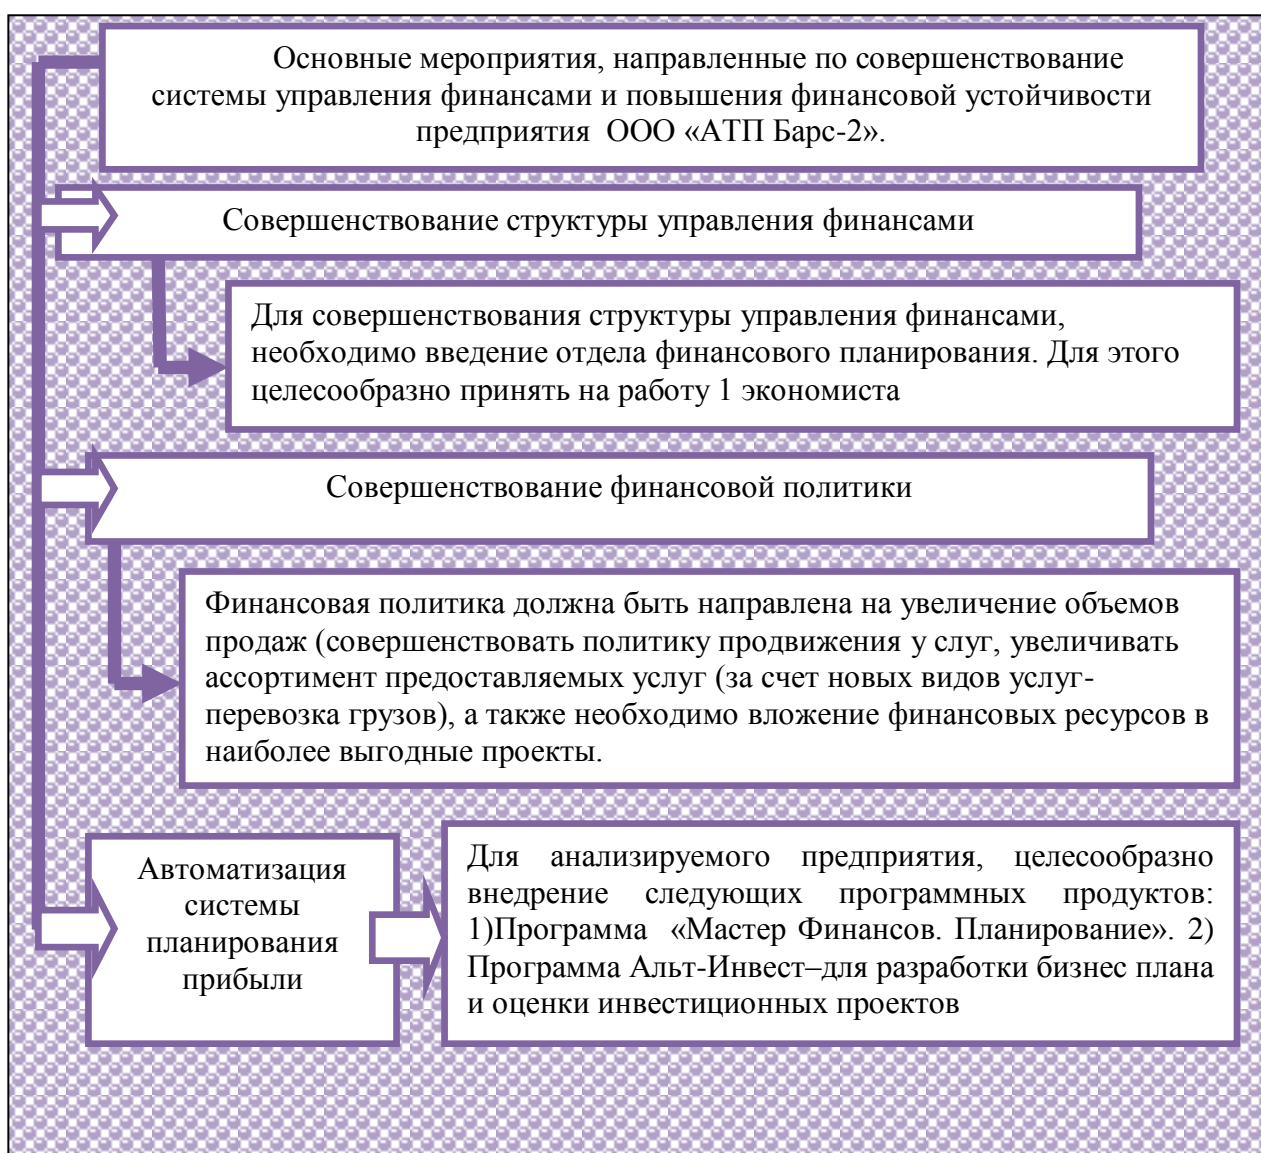 Основные мероприятия, направленные по совершенствование
системы управления финансами и повышения финансовой устойчивости
предприятия ООО «АТП Барс-2».
Совершенствование структуры управления финансами
Для совершенствования структуры управления финансами,
необходимо введение отдела финансового планирования. Для этого
целесообразно принять на работу 1 экономиста
Совершенствование финансовой политики
Финансовая политика должна быть направлена на увеличение объемов
продаж (совершенствовать политику продвижения у слуг, увеличивать
ассортимент предоставляемых услуг (за счет новых видов услуг-
перевозка грузов), а также необходимо вложение финансовых ресурсов в
наиболее выгодные проекты.
Автоматизация
системы
планирования
прибыли
Для анализируемого предприятия, целесообразно
внедрение следующих программных продуктов:
1)Программа «Мастер Финансов. Планирование». 2)
Программа Альт-Инвест–для разработки бизнес плана
и оценки инвестиционных проектов